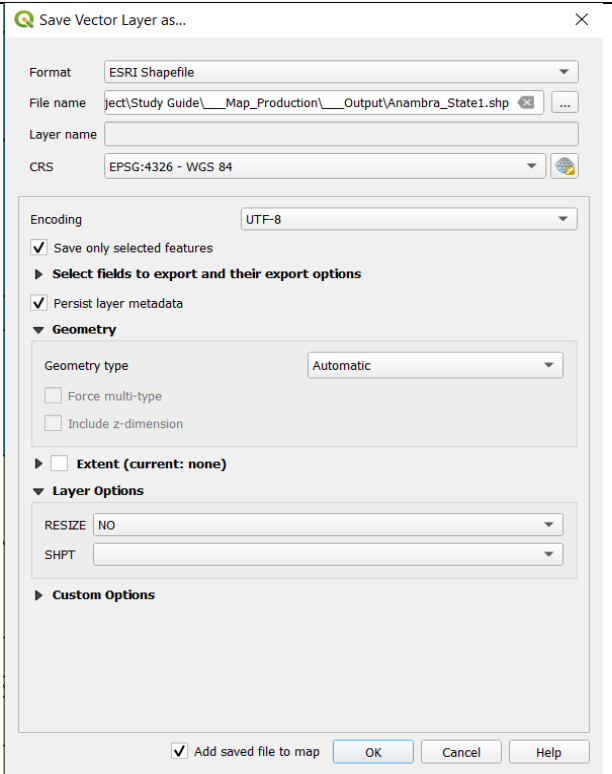 Save Vector Layer as...
Format ESRI Shapefile
File name ject\Study Guide\___Map_Production\___Output\Anambra_State1.shp ...
Layer name
CRS EPSG:4326 - WGS 84
Encoding UTF-8
Save only selected features
Select fields to export and their export options
Persist layer metadata
Geometry
Geometry type Automatic
Force multi-type
Include z-dimension
Extent (current: none)
Layer Options
RESIZE NO
SHPT
Custom Options
Add saved file to map OK Cancel Help